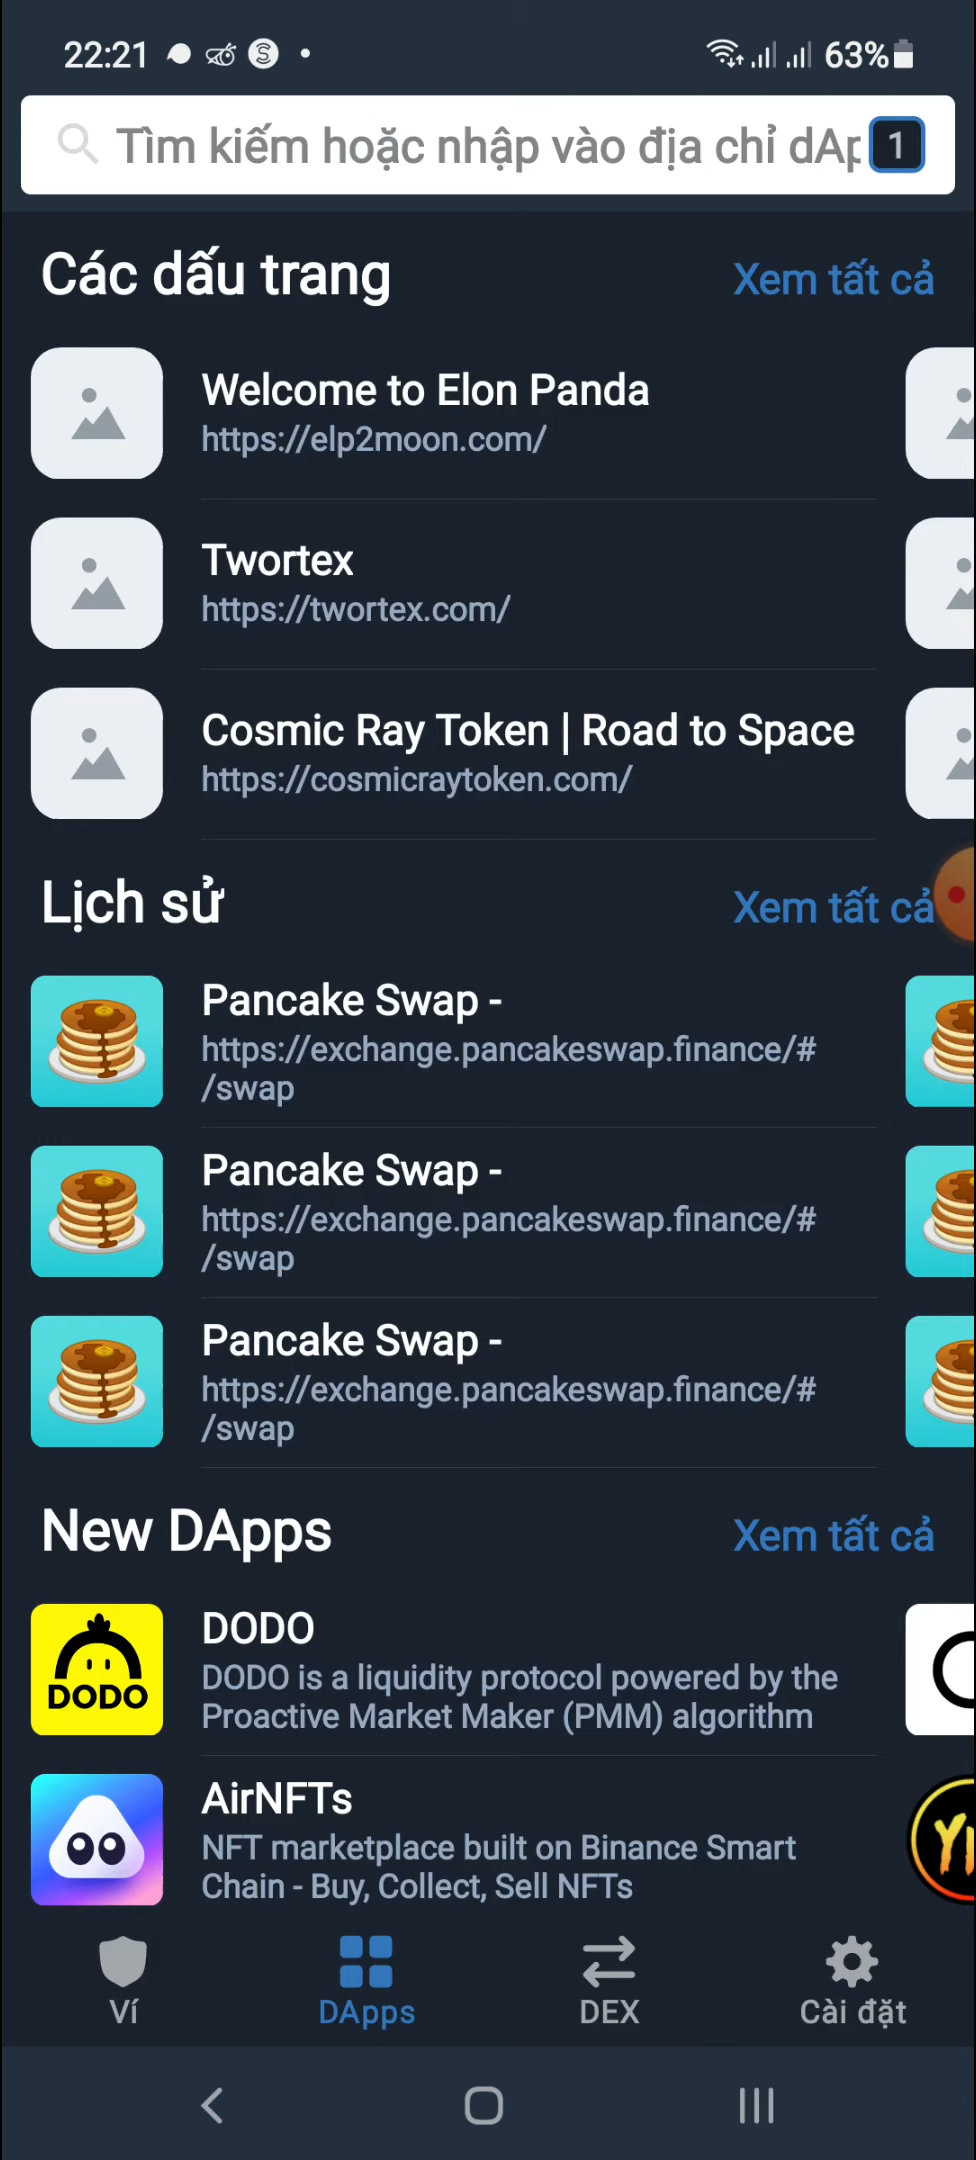 22:21
63%
Tìm kiếm hoặc nhập vào địa chỉ dAp
1
Các dấu trang
Xem tất cả
Welcome to Elon Panda
https://elp2moon.com/
Twortex
https://twortex.com/
Cosmic Ray Token | Road to Space
https://cosmicraytoken.com/
Lịch sử
Xem tất cả
Pancake Swap -
https://exchange.pancakeswap.finance/#
/swap
Pancake Swap -
https://exchange.pancakeswap.finance/#
/swap
Pancake Swap -
https://exchange.pancakeswap.finance/#
/swap
New DApps
Xem tất cả
DODO
DODO
DODO is a liquidity protocol powered by the
Proactive Market Maker (PMM) algorithm
AirNFTs
NFT marketplace built on Binance Smart
Chain - Buy, Collect, Sell NFTs
Ví
DApps
DEX
Cài đặt